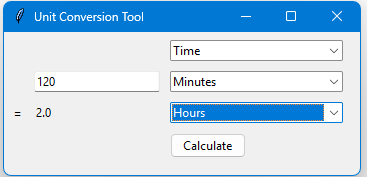 Unit Conversion Tool
Time
120 Minutes
= 2.0 Hours
Calculate